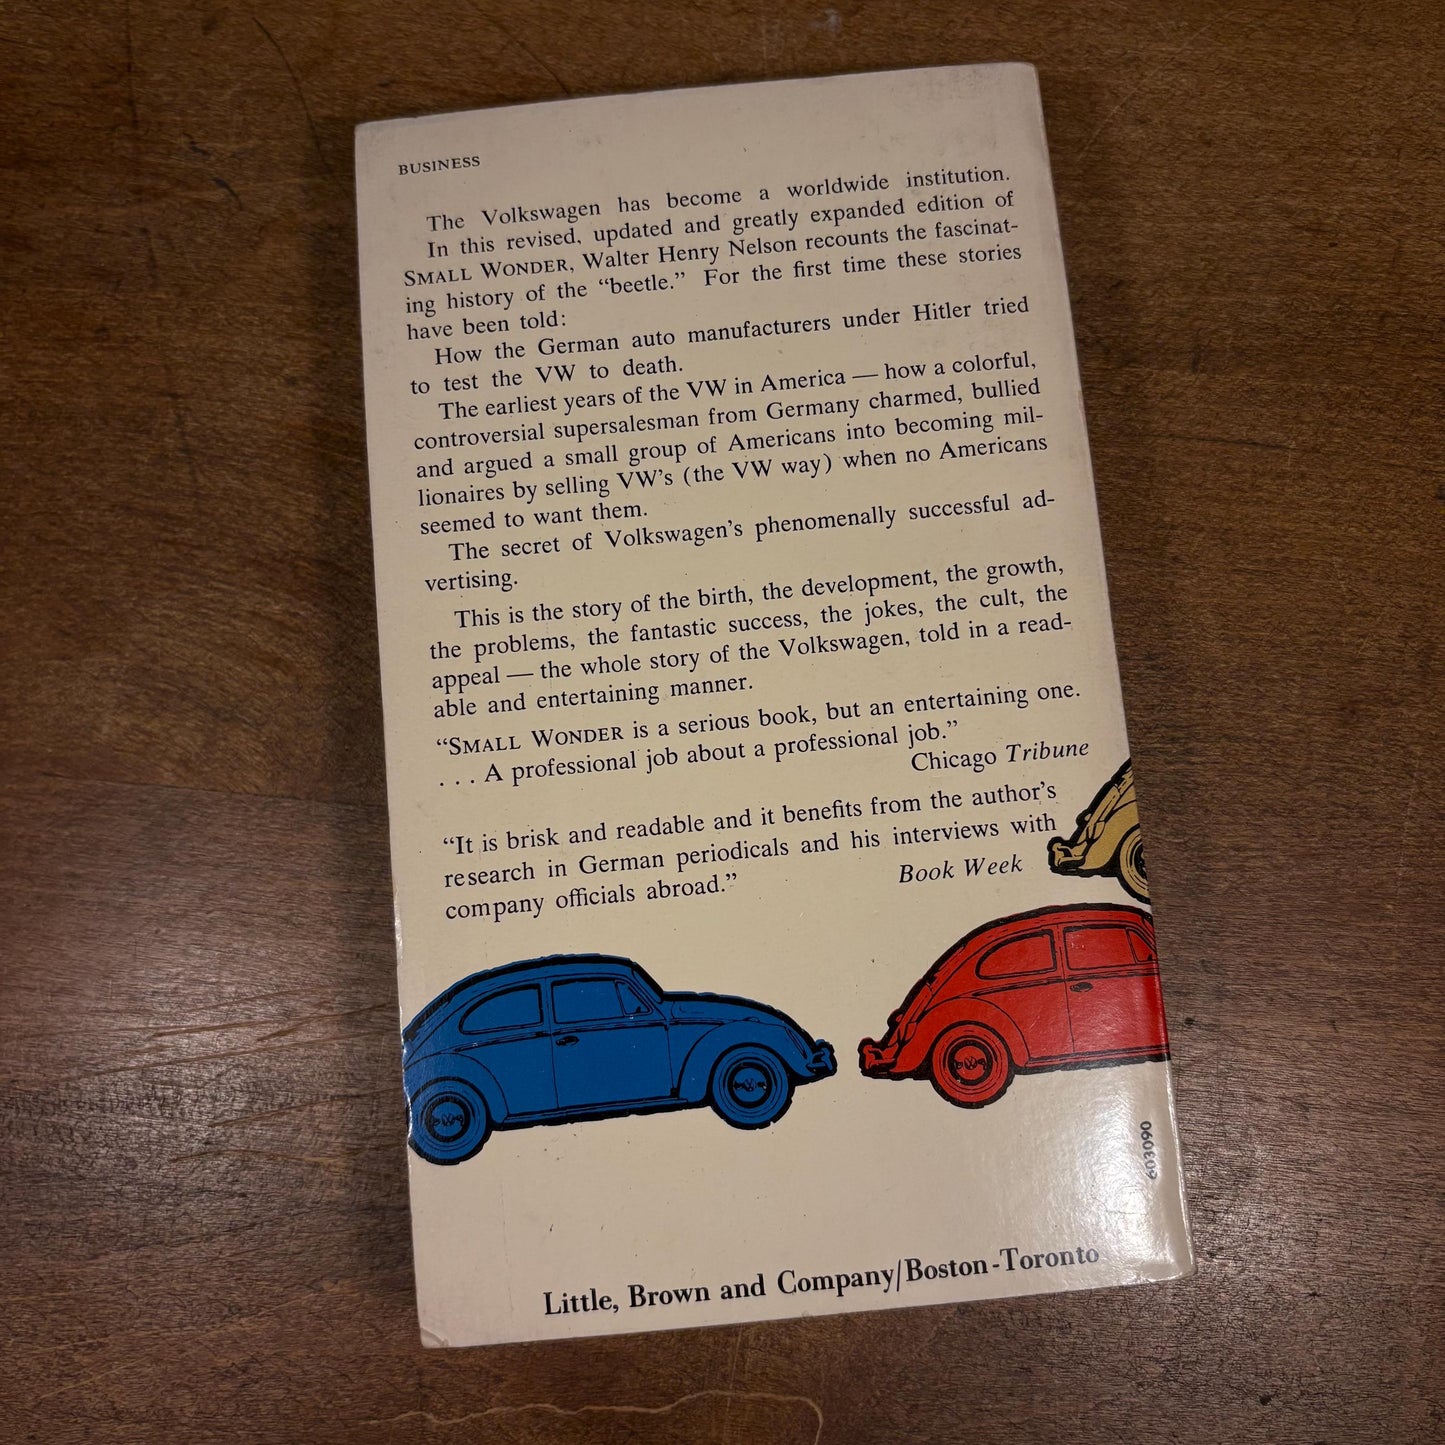 BUSINESS
The Volkswagen has become a worldwide institution.
In this revised, updated and greatly expanded edition of
SMALL WONDER, Walter Henry Nelson recounts the fascinat-
ing history of the “beetle.” For the first time these stories
have been told:
How the German auto manufacturers under Hitler tried
to test the VW to death.
The earliest years of the VW in America — how a colorful,
controversial supersalesman from Germany charmed, bullied
and argued a small group of Americans into becoming mil-
lionaires by selling VW’s (the VW way) when no Americans
seemed to want them.
The secret of Volkswagen’s phenomenally successful ad-
vertising.
This is the story of the birth, the development, the growth,
the problems, the fantastic success, the jokes, the cult, the
appeal — the whole story of the Volkswagen, told in a read-
able and entertaining manner.
“SMALL WONDER is a serious book, but an entertaining one.
. . . A professional job about a professional job.”
Chicago Tribune
“It is brisk and readable and it benefits from the author’s
research in German periodicals and his interviews with
company officials abroad.”
Book Week
603090
Little, Brown and Company/Boston-Toronto